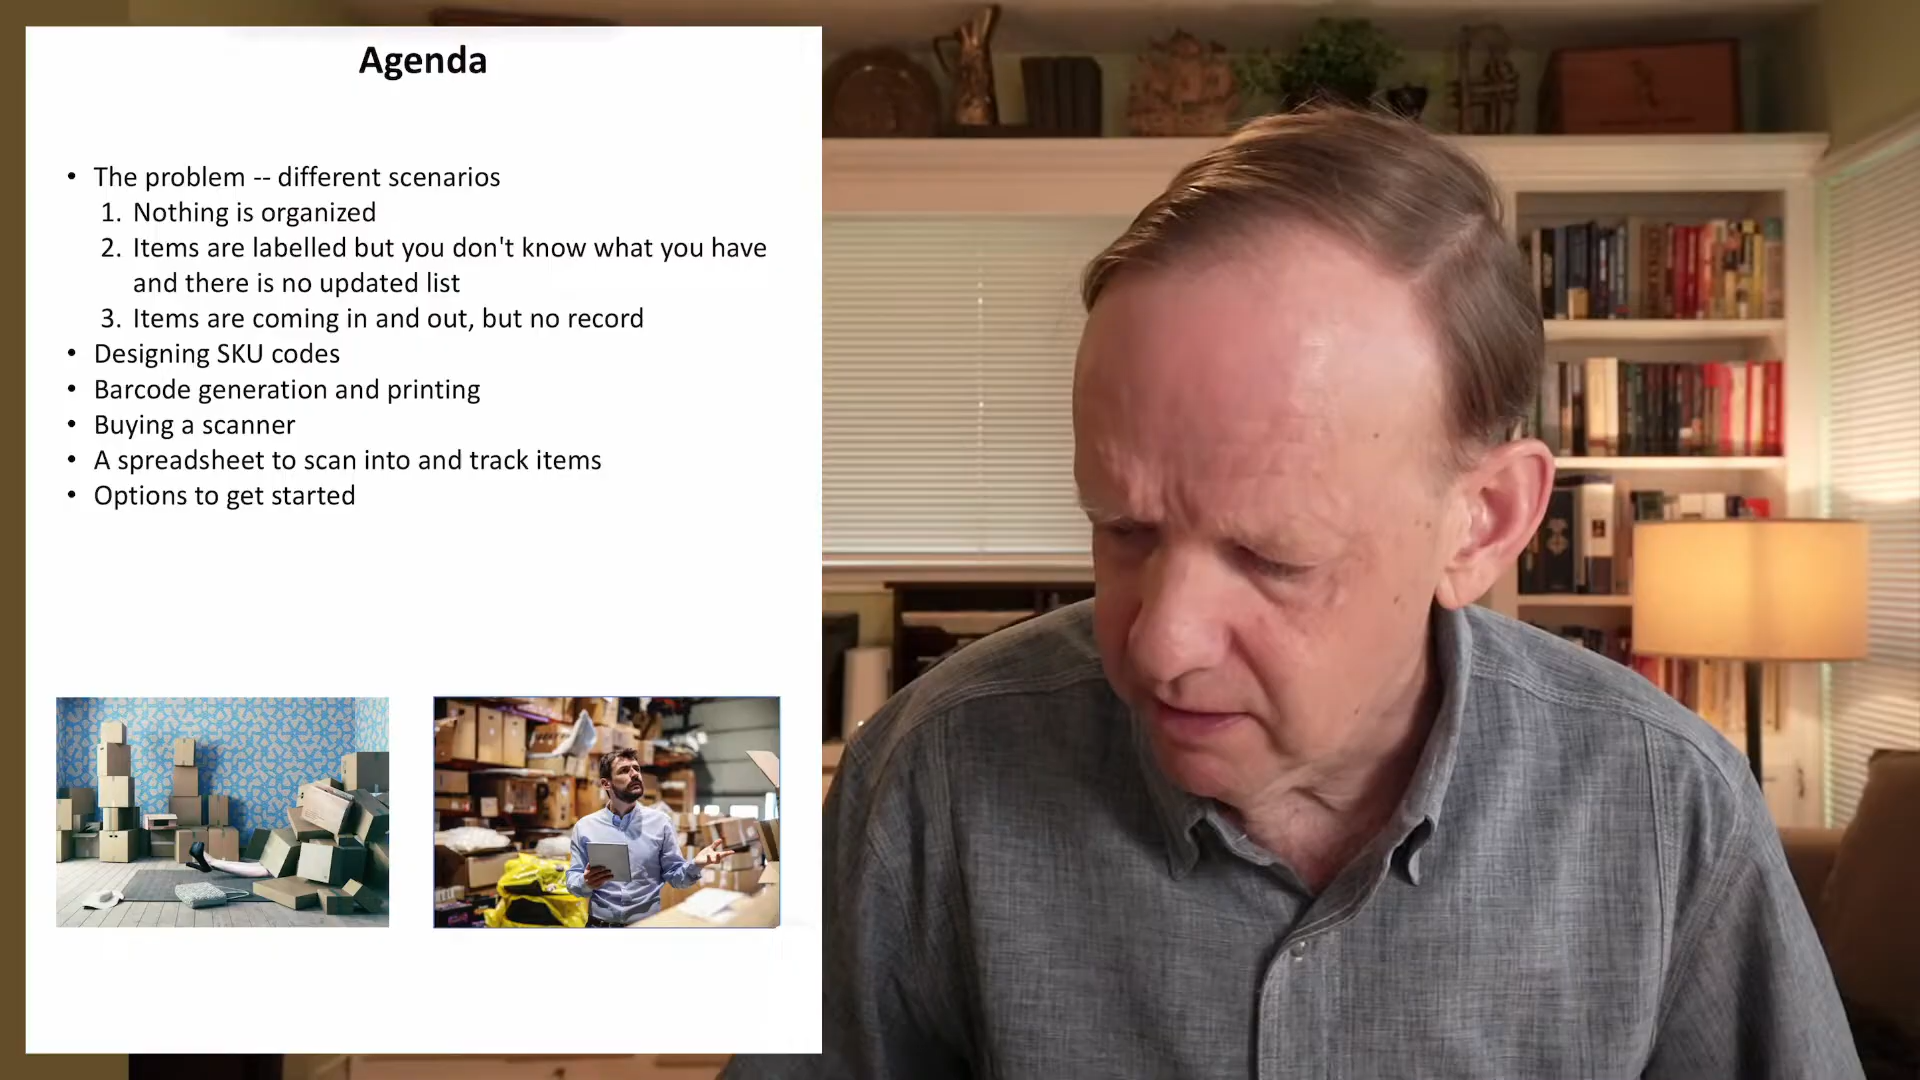 Agenda
• The problem -- different scenarios
1. Nothing is organized
2. Items are labelled but you don't know what you have
and there is no updated list
3. Items are coming in and out, but no record
• Designing SKU codes
• Barcode generation and printing
• Buying a scanner
• A spreadsheet to scan into and track items
• Options to get started